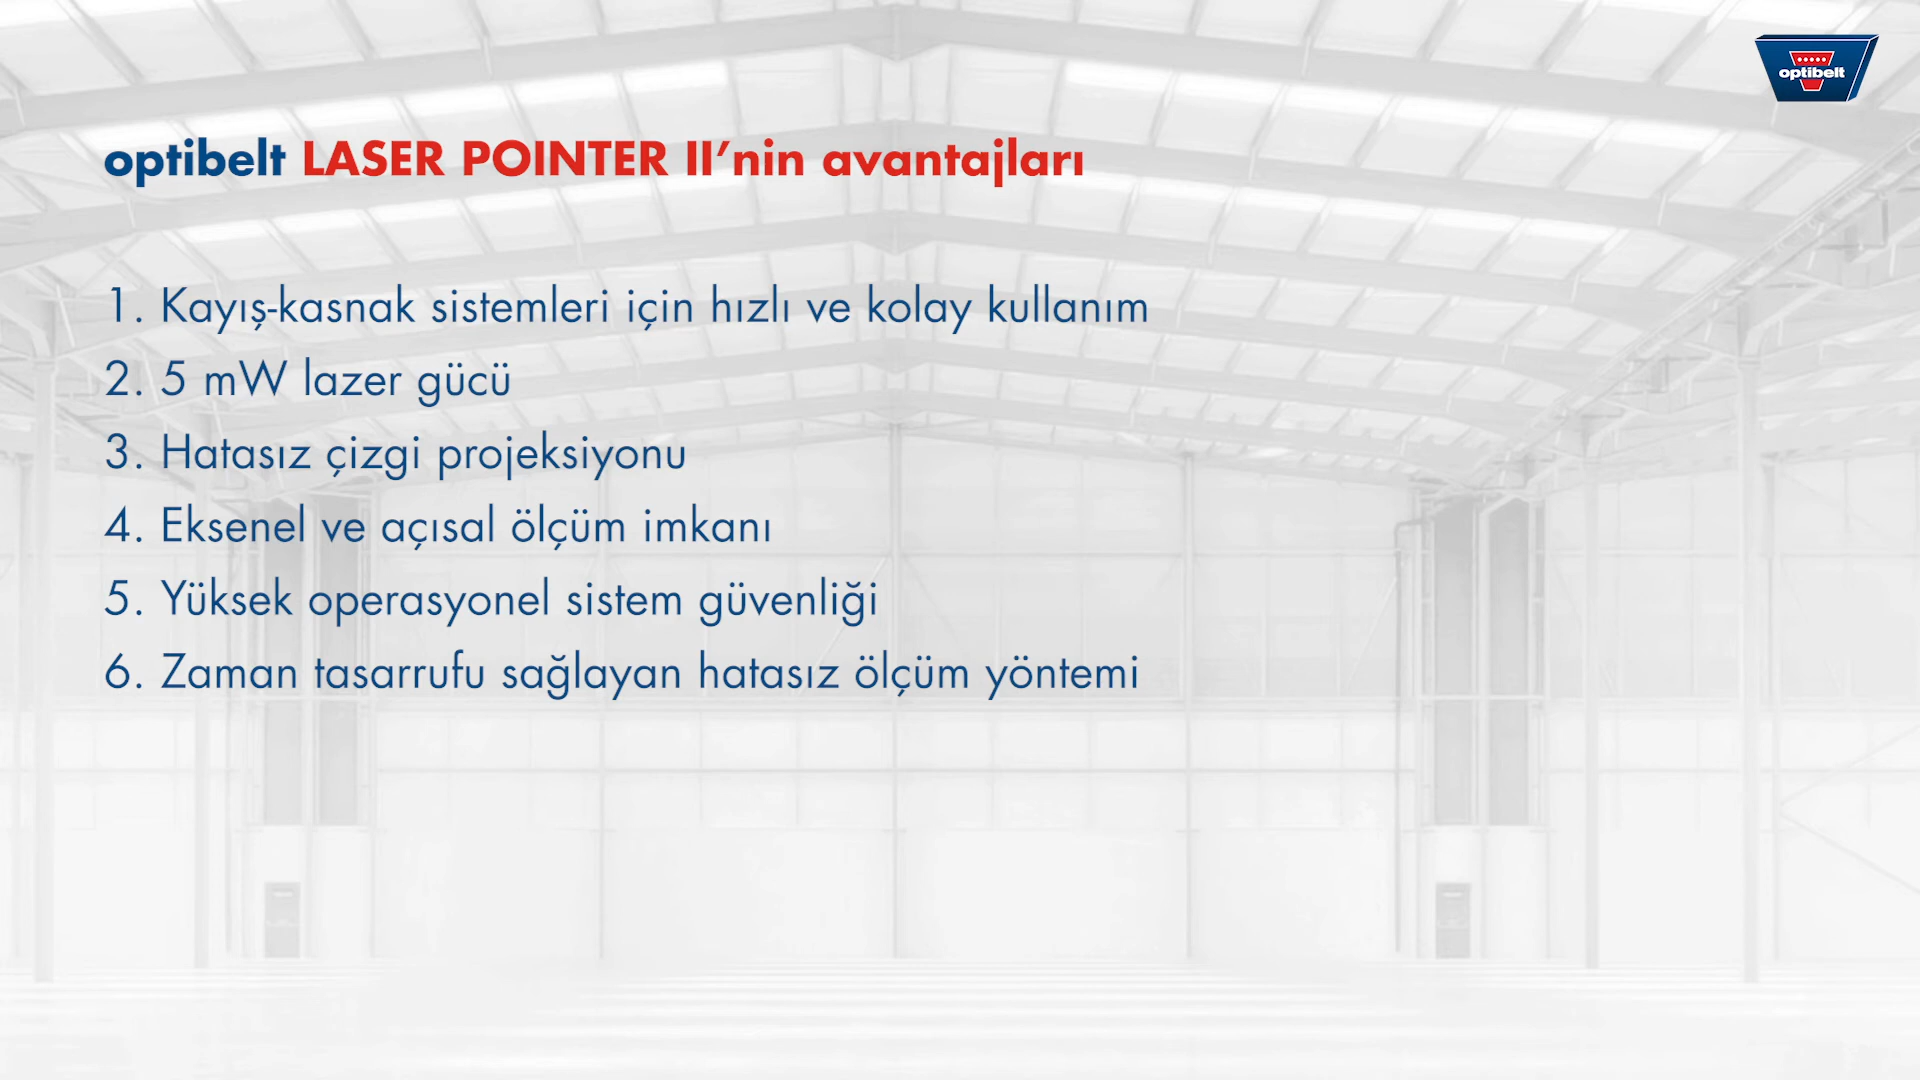 optibelt
optibelt LASER POINTER II’nin avantajları
1. Kayış-kasnak sistemleri için hızlı ve kolay kullanım
2. 5 mW lazer gücü
3. Hatasız çizgi projeksiyonu
4. Eksenel ve açısal ölçüm imkanı
5. Yüksek operasyonel sistem güvenliği
6. Zaman tasarrufu sağlayan hatasız ölçüm yöntemi